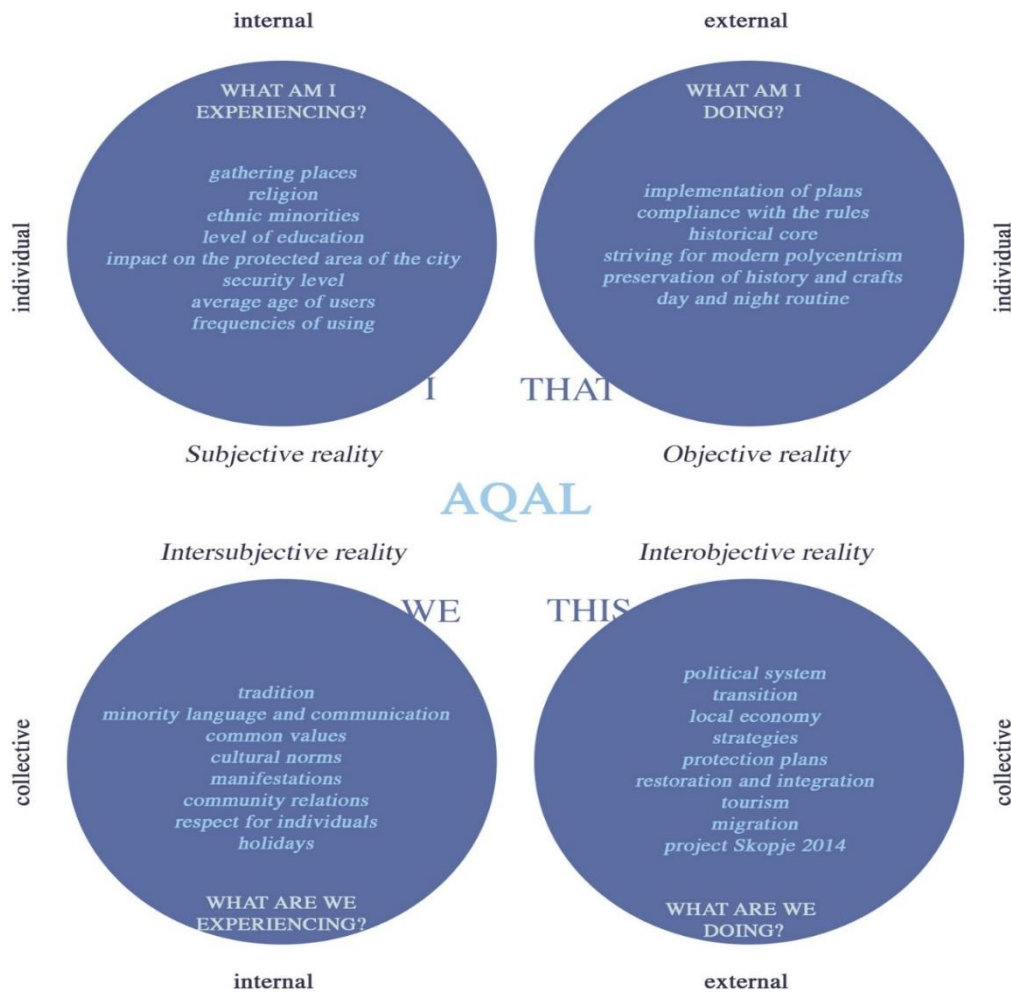 internal
external
WHAT AM I
EXPERIENCING?
gathering places
religion
ethnic minorities
level of education
impact on the protected area of the city
security level
average age of users
frequencies of using
WHAT AM I
DOING?
implementation of plans
compliance with the rules
historical core
striving for modern polycentrism
preservation of history and crafts
day and night routine
individual
individual
I
THAT
Subjective reality
Objective reality
AQAL
Intersubjective reality
Interobjective reality
WE
THIS
tradition
minority language and communication
common values
cultural norms
manifestations
community relations
respect for individuals
holidays
WHAT ARE WE
EXPERIENCING?
political system
transition
local economy
strategies
protection plans
restoration and integration
tourism
migration
project Skopje 2014
WHAT ARE WE
DOING?
collective
collective
internal
external